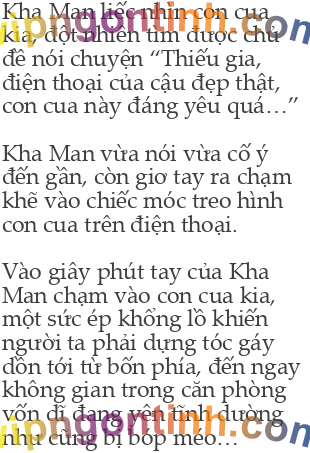 Kha Man liếc nhìn con cua
kia, đột nhiên tìm được chủ
đề nói chuyện “Thiếu gia,
điện thoại của cậu đẹp thật,
con cua này đáng yêu quá…”
Kha Man vừa nói vừa cố ý
đến gần, còn giơ tay ra chạm
khẽ vào chiếc móc treo hình
con cua trên điện thoại.
Vào giây phút tay của Kha
Man chạm vào con cua kia,
một sức ép khổng lồ khiến
người ta phải dựng tóc gáy
dồn tới từ bốn phía, đến ngay
không gian trong căn phòng
vốn dĩ đang yên tĩnh dường
như cũng bị bóp méo…
vipngontinh.com
vipngontinh.com